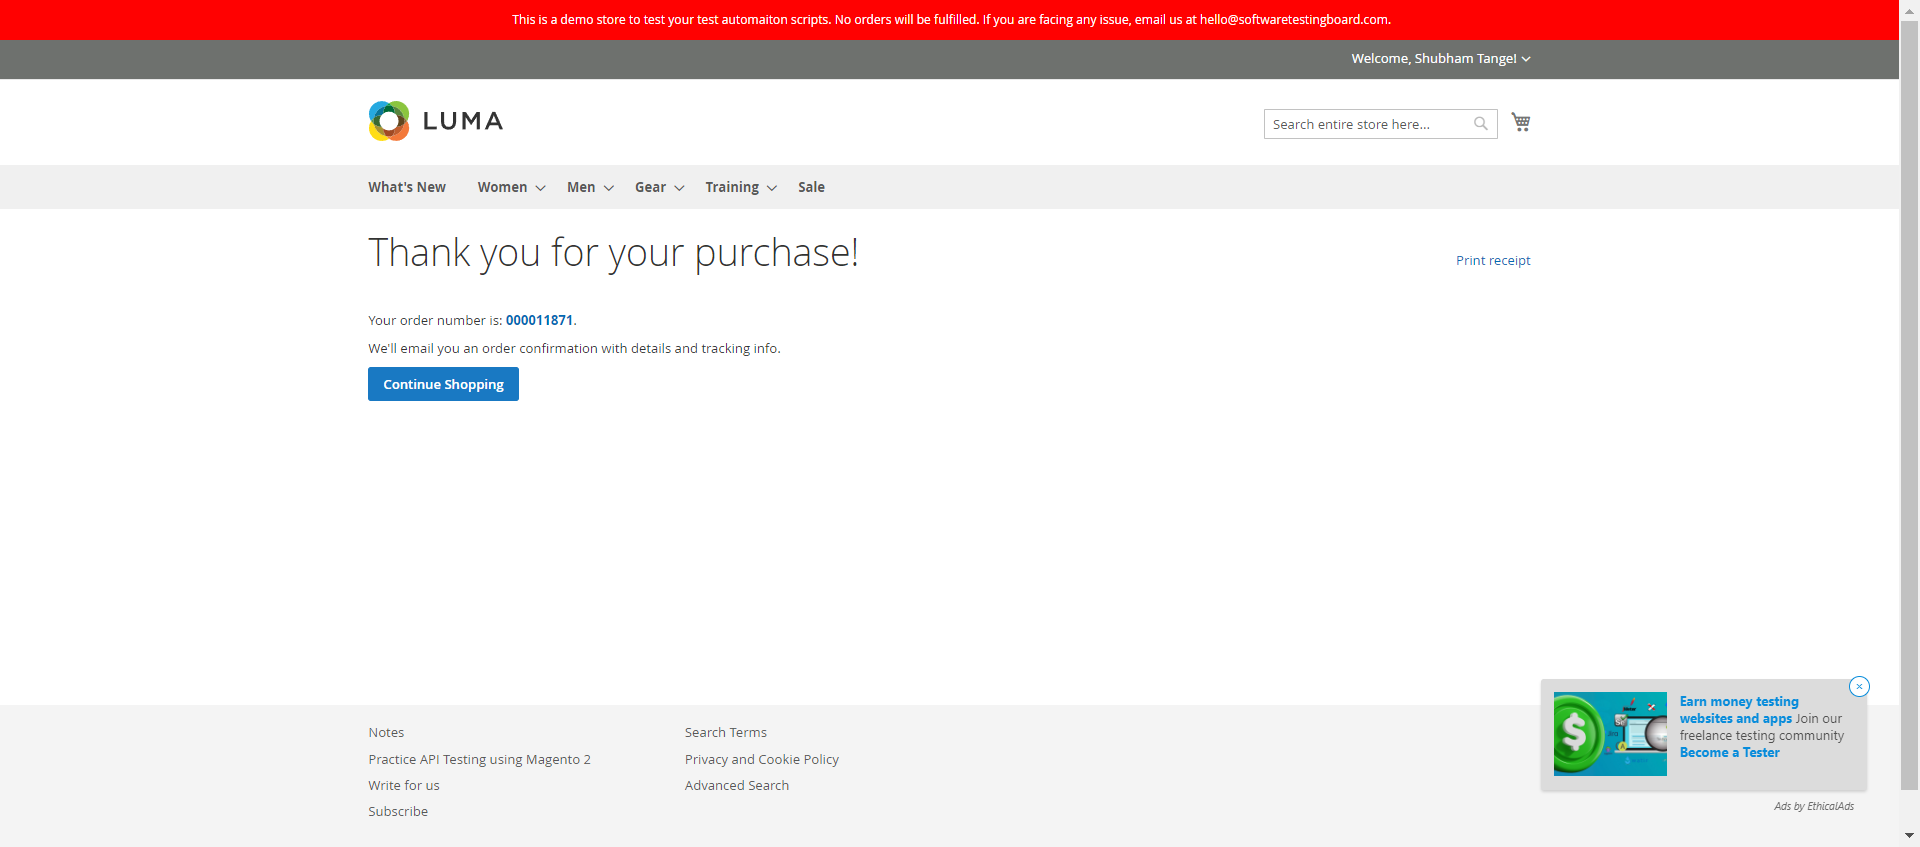 This is a demo store to test your test automaiton scripts. No orders will be fulfilled. If you are facing any issue, email us at hello@softwaretestingboard.com.
Welcome, Shubham Tange!
LUMA
Search entire store here...
What's New Women Men Gear Training Sale
Thank you for your purchase!
Print receipt
Your order number is: 000011871.
We'll email you an order confirmation with details and tracking info.
Continue Shopping
Notes
Practice API Testing using Magento 2
Write for us
Subscribe
Search Terms
Privacy and Cookie Policy
Advanced Search
Earn money testing
websites and apps Join our
freelance testing community
Become a Tester
Ads by EthicalAds